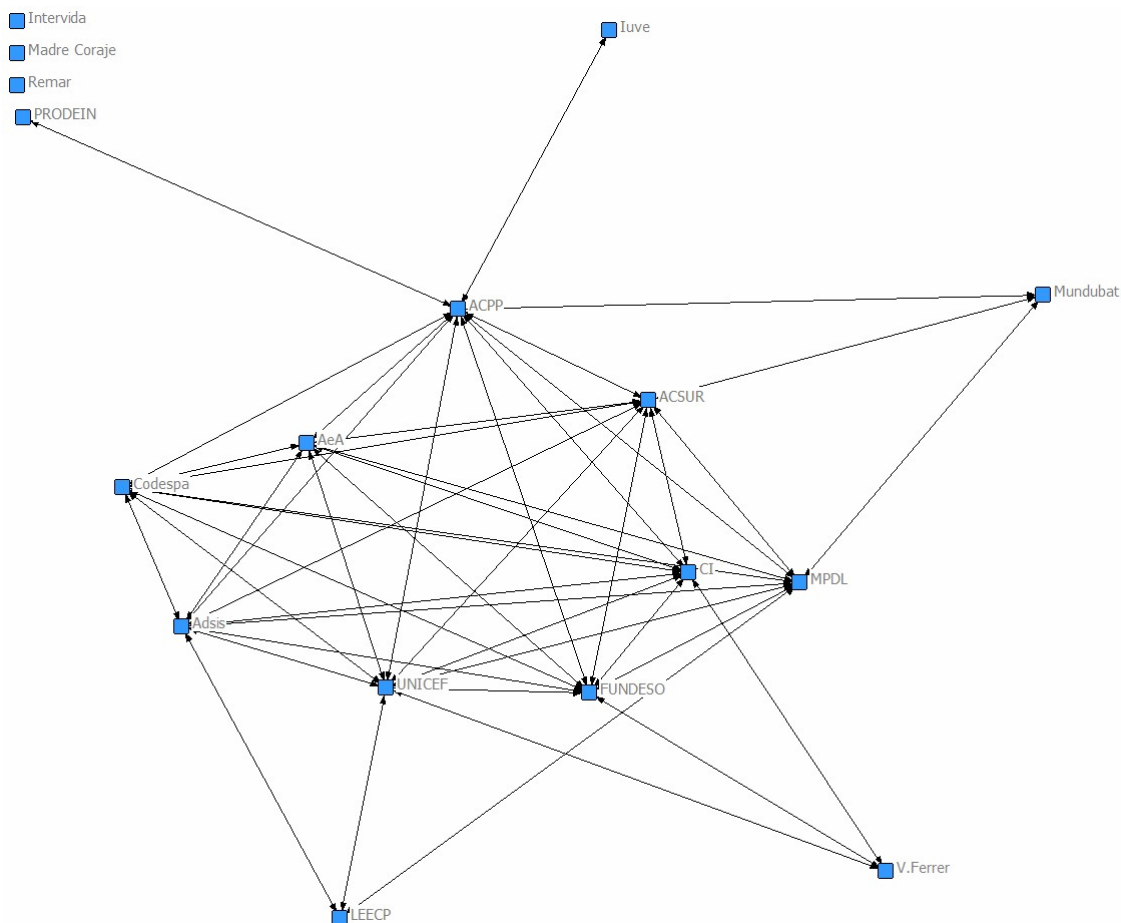 Intervida
Iuve
Madre Coraje
Remar
PRODEIN
Mundubat
ACPP
ACSUR
AeA
Codespa
CI
MPDL
Adsis
UNICEF
FUNDESO
V.Ferrer
LEECP